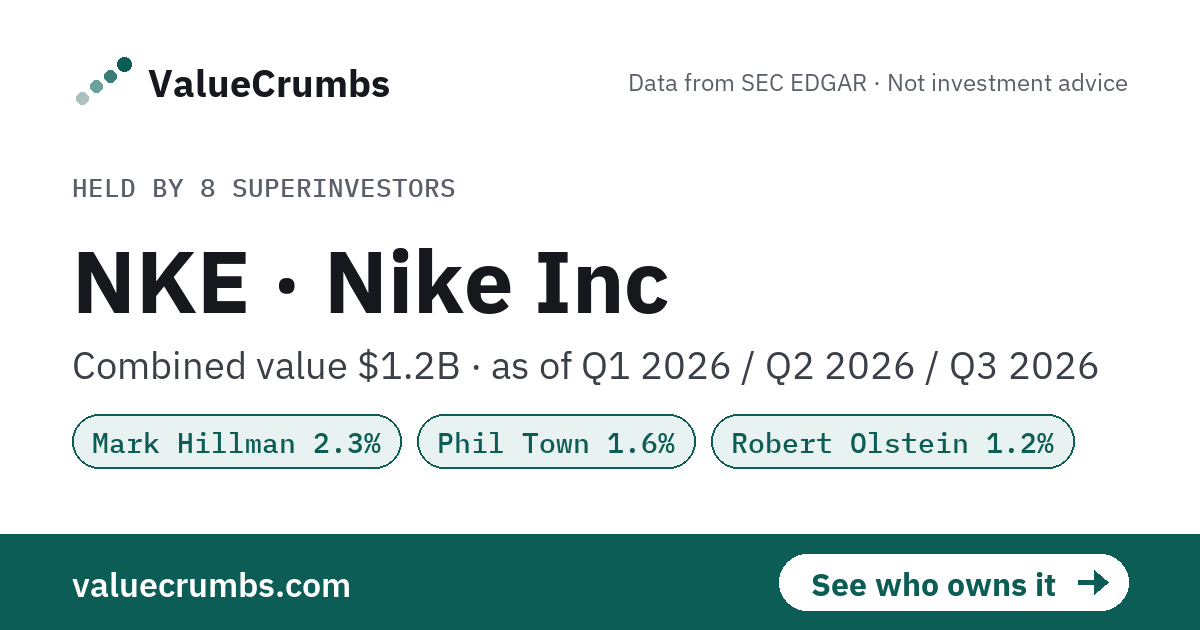 ValueCrumbs
Data from SEC EDGAR · Not investment advice
HELD BY 8 SUPERINVESTORS
NKE · Nike Inc
Combined value $1.2B · as of Q1 2026 / Q2 2026 / Q3 2026
Mark Hillman 2.3%
Phil Town 1.6%
Robert Olstein 1.2%
valuecrumbs.com
See who owns it →